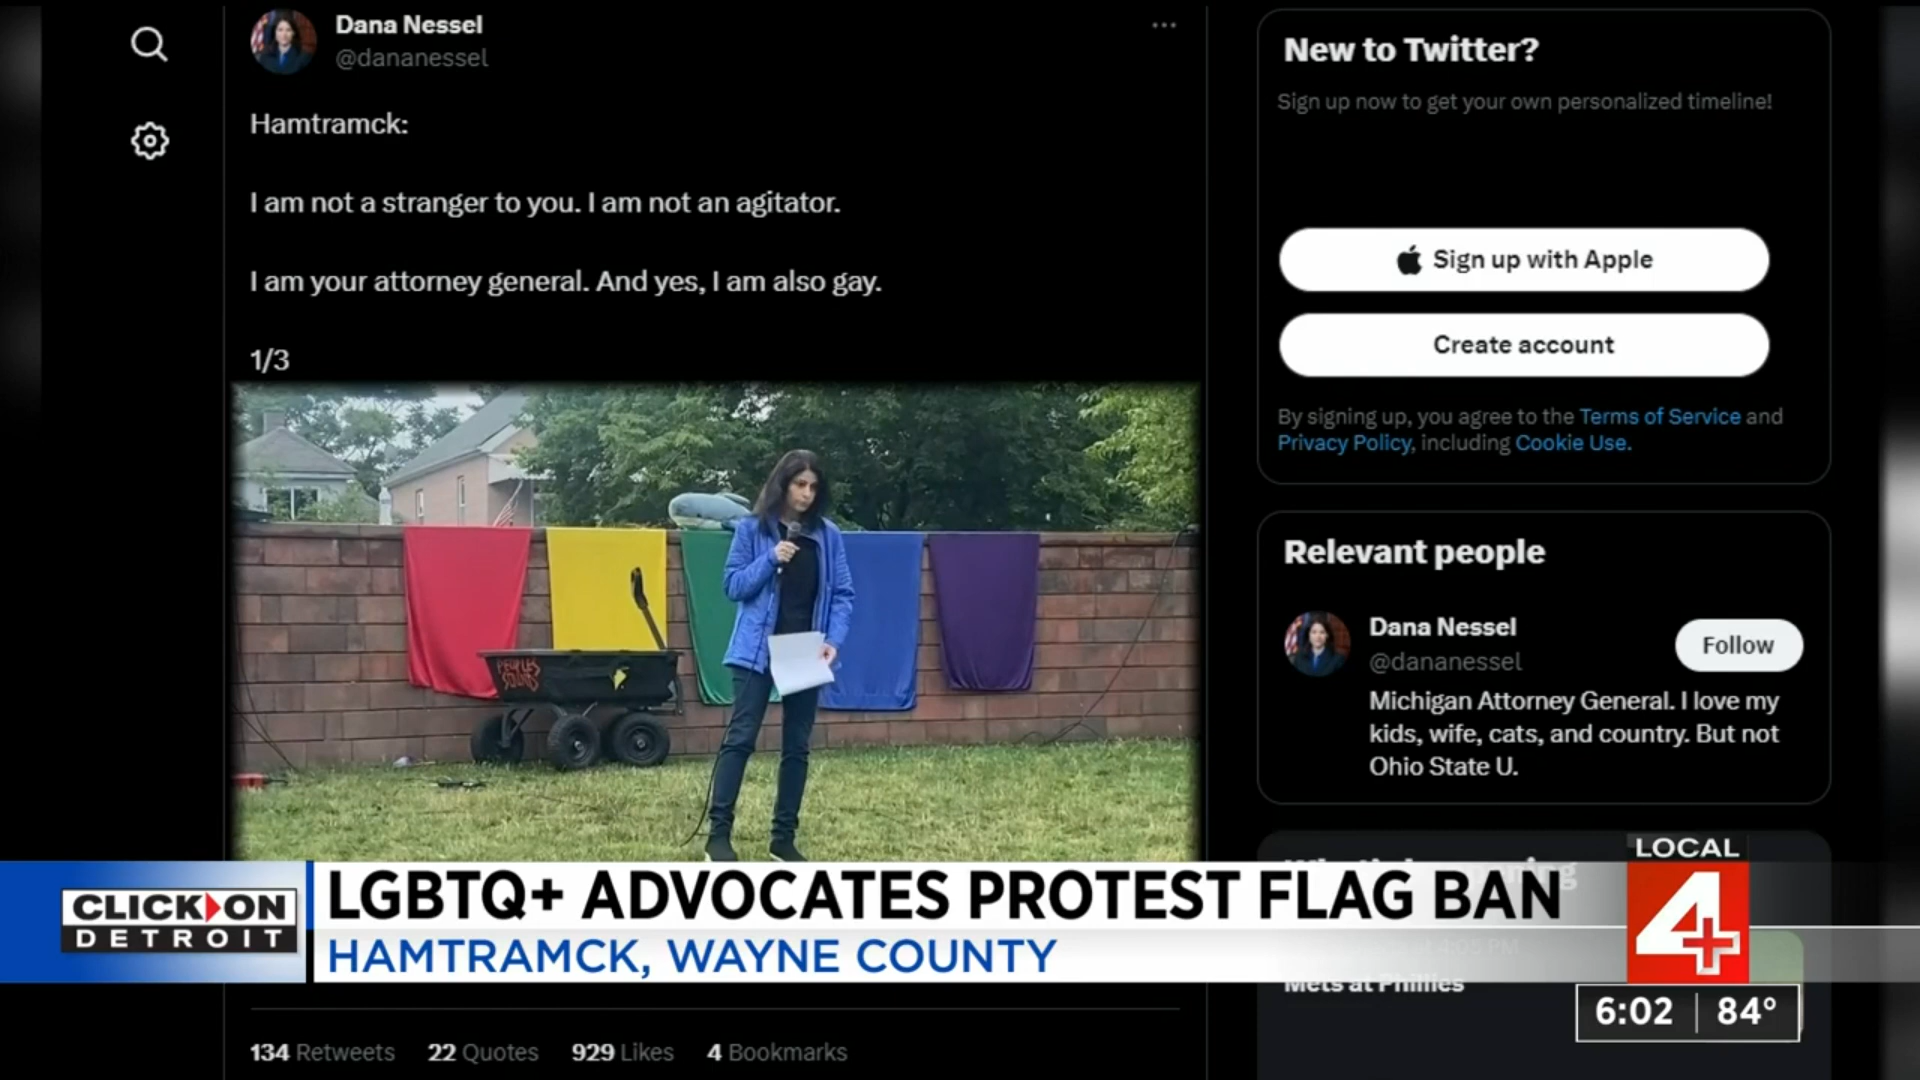 Dana Nessel
@dananessel
Hamtramck:
I am not a stranger to you. I am not an agitator.
I am your attorney general. And yes, I am also gay.
1/3
PEOPLES
New to Twitter?
Sign up now to get your own personalized timeline!
Sign up with Apple
Create account
By signing up, you agree to the Terms of Service and
Privacy Policy, including Cookie Use.
Relevant people
Dana Nessel
@dananessel
Follow
Michigan Attorney General. I love my
kids, wife, cats, and country. But not
Ohio State U.
Mets at Phillies
134 Retweets 22 Quotes 929 Likes 4 Bookmarks
CLICK ON
DETROIT
LGBTQ+ ADVOCATES PROTEST FLAG BAN
HAMTRAMCK, WAYNE COUNTY
LOCAL
4+
6:02 | 84°